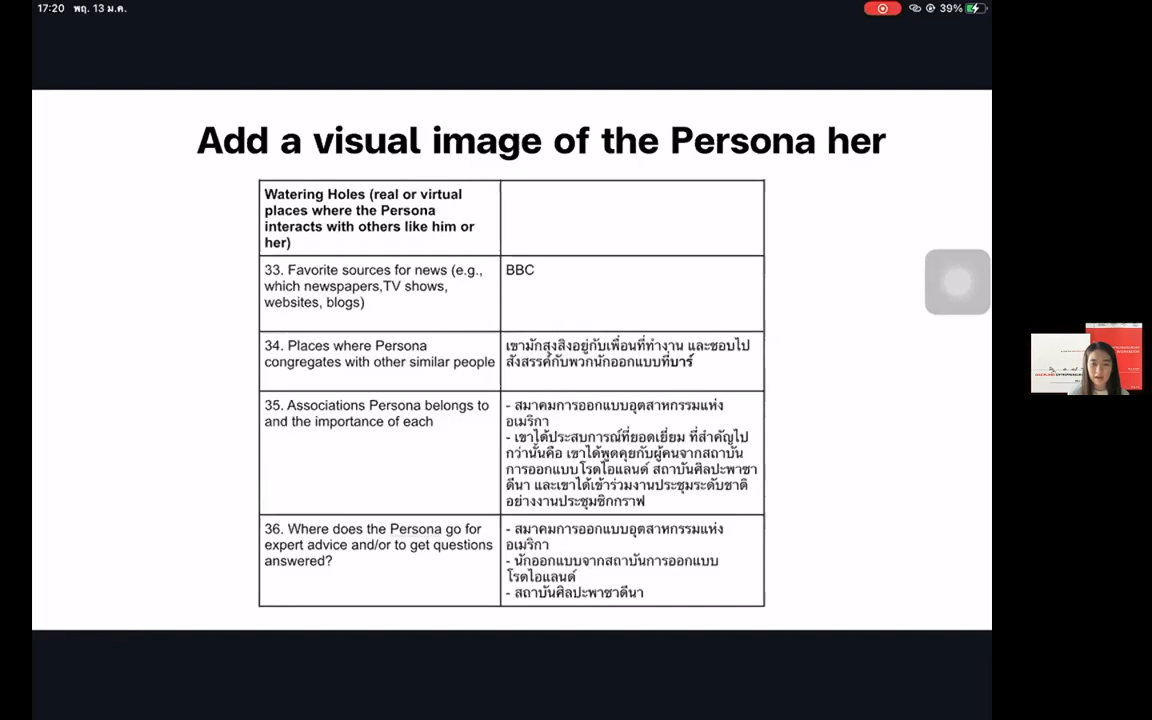 17:20 พฤ. 13 ม.ค.
39%
Add a visual image of the Persona her
Watering Holes (real or virtual
places where the Persona
interacts with others like him or
her)
33. Favorite sources for news (e.g.,
which newspapers,TV shows,
websites, blogs)
BBC
34. Places where Persona
congregates with other similar people
เขามักสุงสิงอยู่กับเพื่อนที่ทำงาน และชอบไป
สังสรรค์กับพวกนักออกแบบที่บาร์
35. Associations Persona belongs to
and the importance of each
- สมาคมการออกแบบอุตสาหกรรมแห่ง
อเมริกา
- เขาได้ประสบการณ์ที่ยอดเยี่ยม ที่สำคัญไป
กว่านั้นคือ เขาได้พูดคุยกับผู้คนจากสถาบัน
การออกแบบโรดไอแลนด์ สถาบันศิลปะพาซา
ดีนา และเขาได้เข้าร่วมงานประชุมระดับชาติ
อย่างงานประชุมซิกกราฟ
36. Where does the Persona go for
expert advice and/or to get questions
answered?
- สมาคมการออกแบบอุตสาหกรรมแห่ง
อเมริกา
- นักออกแบบจากสถาบันการออกแบบ
โรดไอแลนด์
- สถาบันศิลปะพาซาดีนา